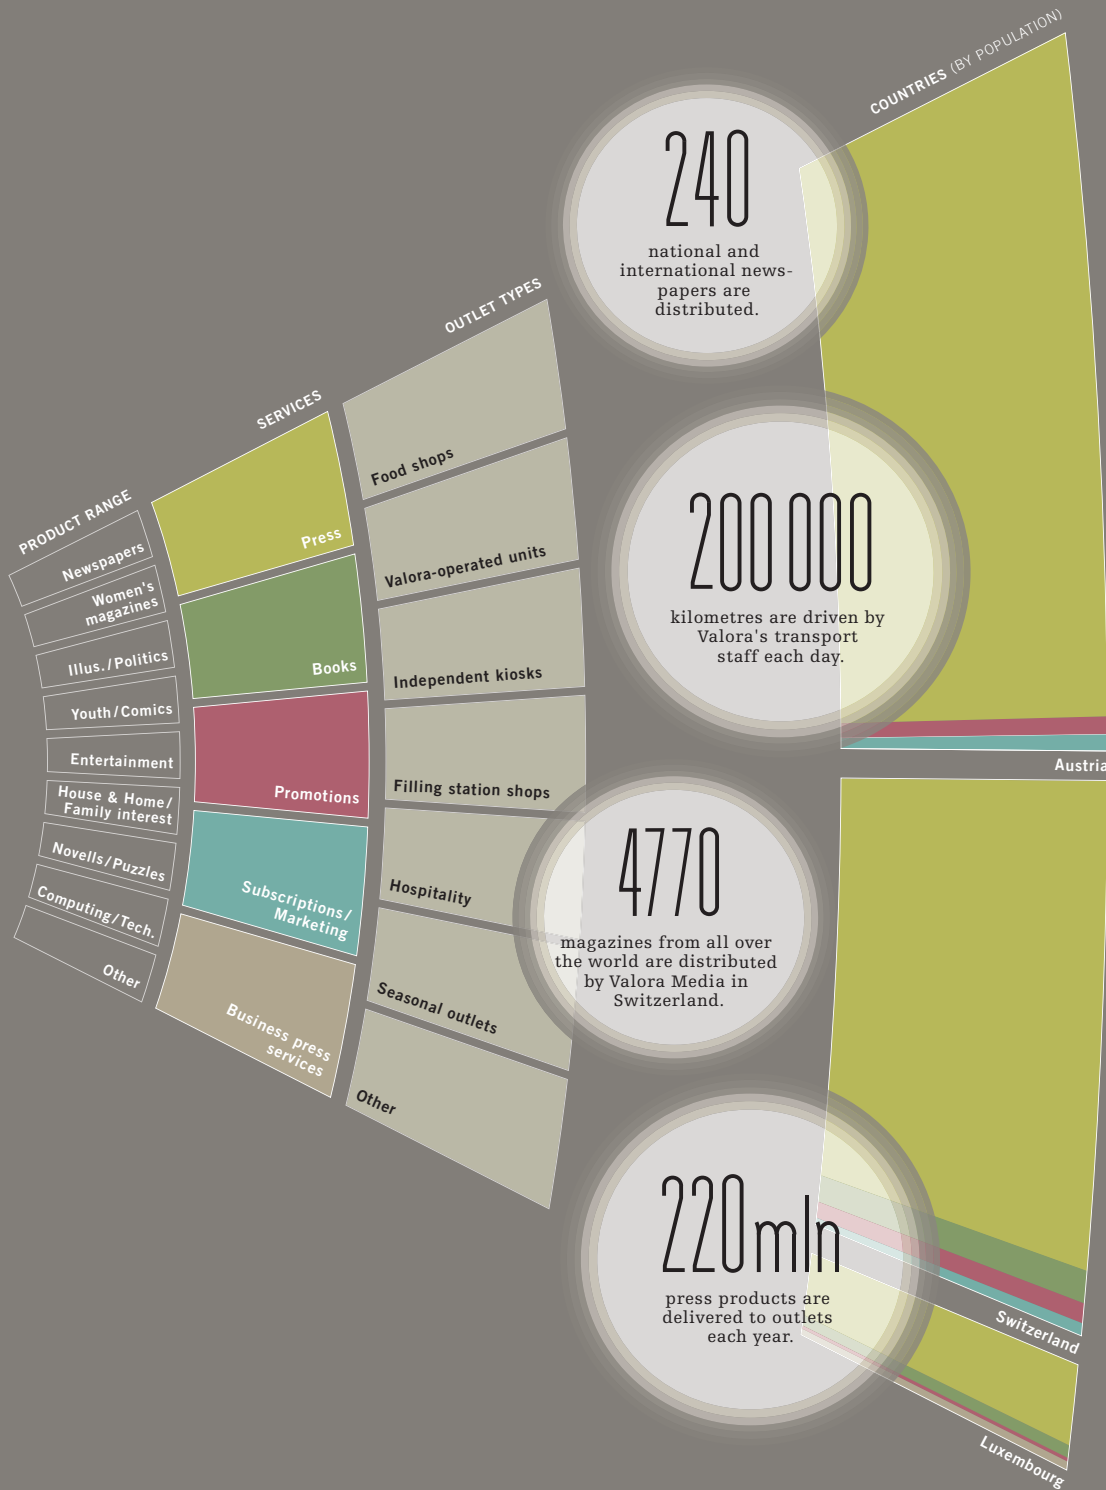 COUNTRIES (BY POPULATION)
240
national and
international news-
papers are
distributed.
OUTLET TYPES
Food shops
Valora-operated units
Independent kiosks
Filling station shops
Hospitality
Seasonal outlets
Other
SERVICES
Press
Books
Promotions
Subscriptions/
Marketing
Business press
services
PRODUCT RANGE
Newspapers
Women's
magazines
Illus./Politics
Youth/Comics
Entertainment
House & Home/
Family interest
Novells/Puzzles
Computing/Tech.
Other
200 000
kilometres are driven by
Valora's transport
staff each day.
Austria
4770
magazines from all over
the world are distributed
by Valora Media in
Switzerland.
220mln
press products are
delivered to outlets
each year.
Switzerland
Luxembourg